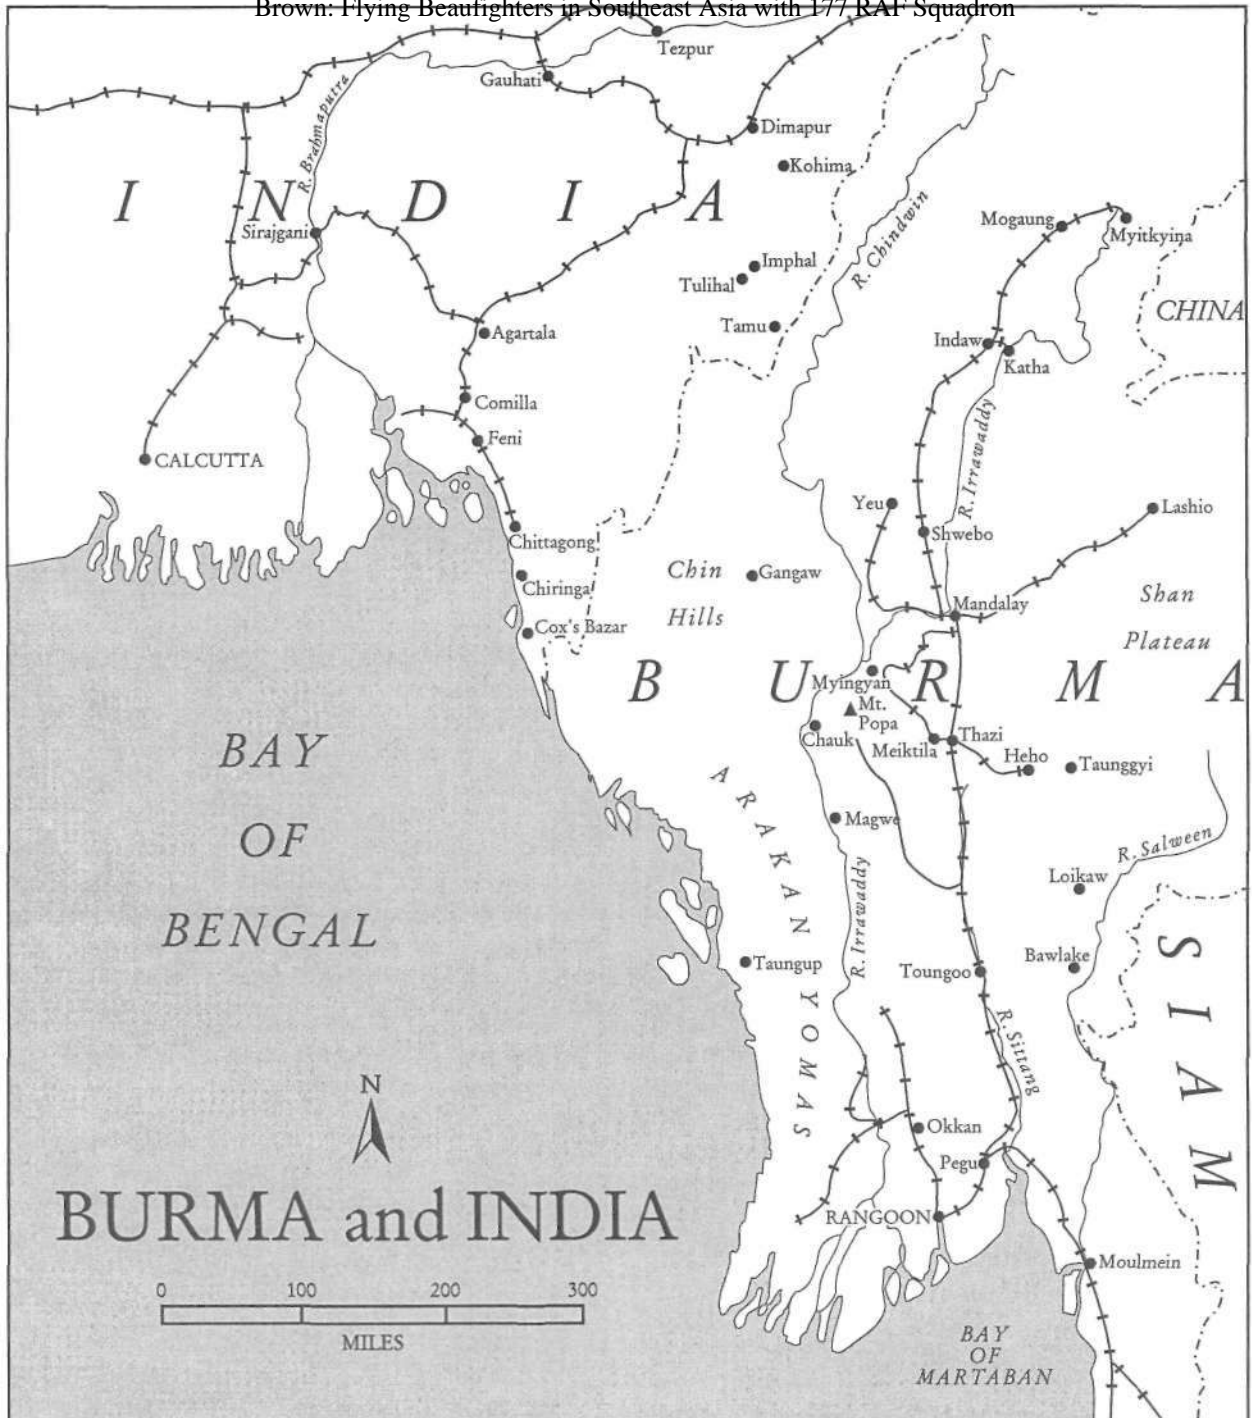 Brown: Flying Beaufighters in Southeast Asia with 177 RAF Squadron
Tezpur
Gauhati
R. Brahmaputra
Dimapur
Kohima
INDIA
Sirajgani
R. Chindwin
Mogaung
Myitkyina
Imphal
Tulihal
CHINA
Tamu
Agartala
Indaw
Katha
Comilla
Feni
R. Irrawaddy
CALCUTTA
Yeu
Lashio
Shwebo
Chittagong
Chin
Hills
Gangaw
Chiringa
Shan
Plateau
Mandalay
Cox's Bazar
BURMA
Myingyan
Mt.
Popa
Chauk
Meiktila
Thazi
Heho
Taunggyi
BAY
OF
BENGAL
ARAKAN YOMAS
Magwe
R. Salween
Loikaw
R. Irrawaddy
SIAM
Taungup
Toungoo
Bawlake
R. Sittang
N
Okkan
Pegu
BURMA and INDIA
RANGOON
Moulmein
0 100 200 300
MILES
BAY
OF
MARTABAN